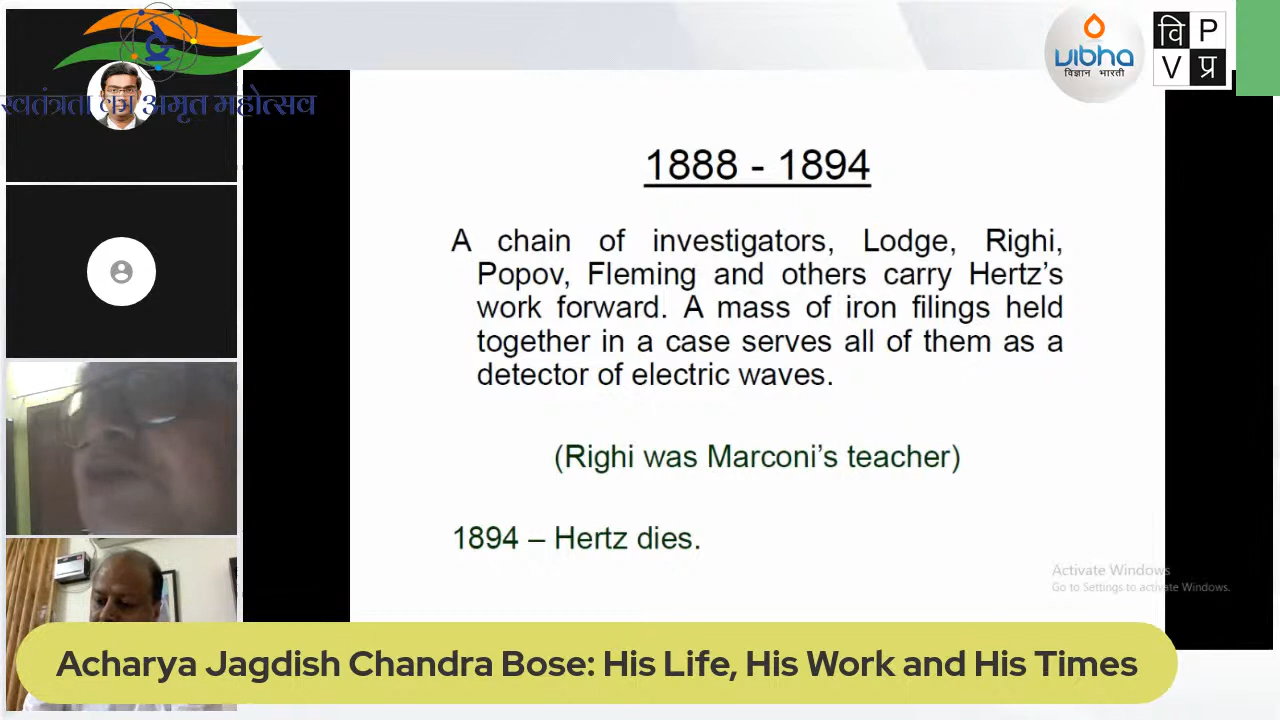 स्वतंत्रता का अमृत महोत्सव
vibha
विज्ञान भारती
वि P
V प्र
1888 - 1894
A chain of investigators, Lodge, Righi,
Popov, Fleming and others carry Hertz’s
work forward. A mass of iron filings held
together in a case serves all of them as a
detector of electric waves.
(Righi was Marconi’s teacher)
1894 – Hertz dies.
Activate Windows
Go to Settings to activate Windows.
Acharya Jagdish Chandra Bose: His Life, His Work and His Times